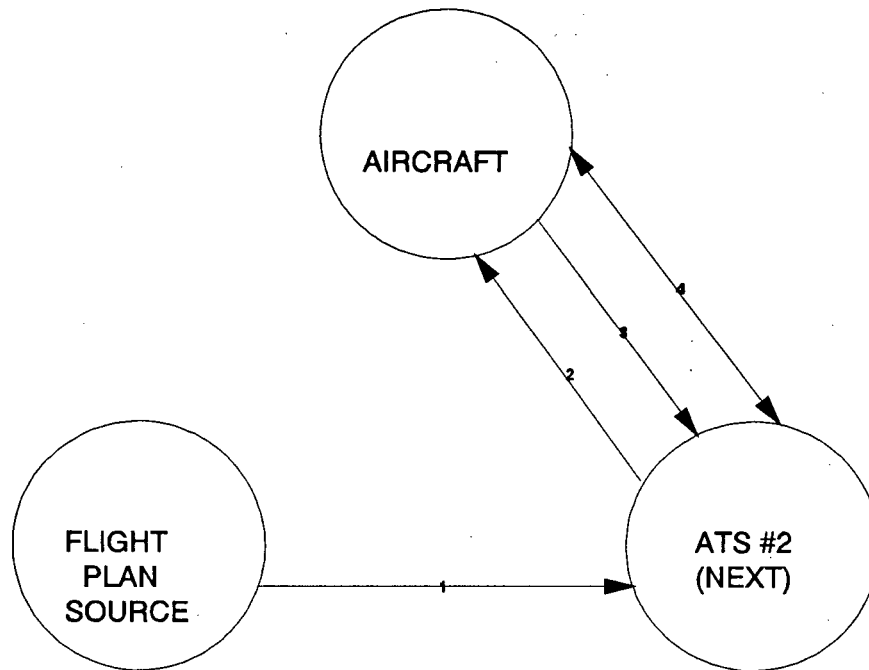 AIRCRAFT
4
3
2
FLIGHT
PLAN
SOURCE
1
ATS #2
(NEXT)